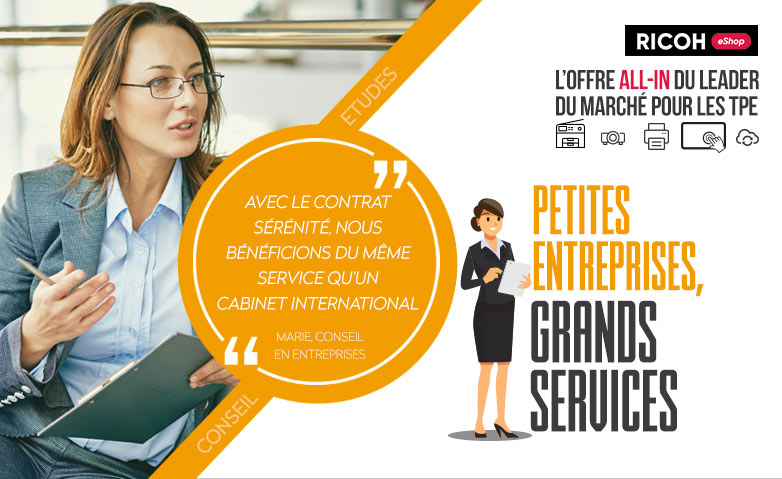 RICOH eShop
L'OFFRE ALL-IN DU LEADER
DU MARCHÉ POUR LES TPE
ETUDES
AVEC LE CONTRAT
SÉRÉNITÉ, NOUS
BÉNÉFICIONS DU MÊME
SERVICE QU'UN
CABINET INTERNATIONAL
MARIE, CONSEIL
EN ENTREPRISES
CONSEIL
PETITES
ENTREPRISES,
GRANDS
SERVICES